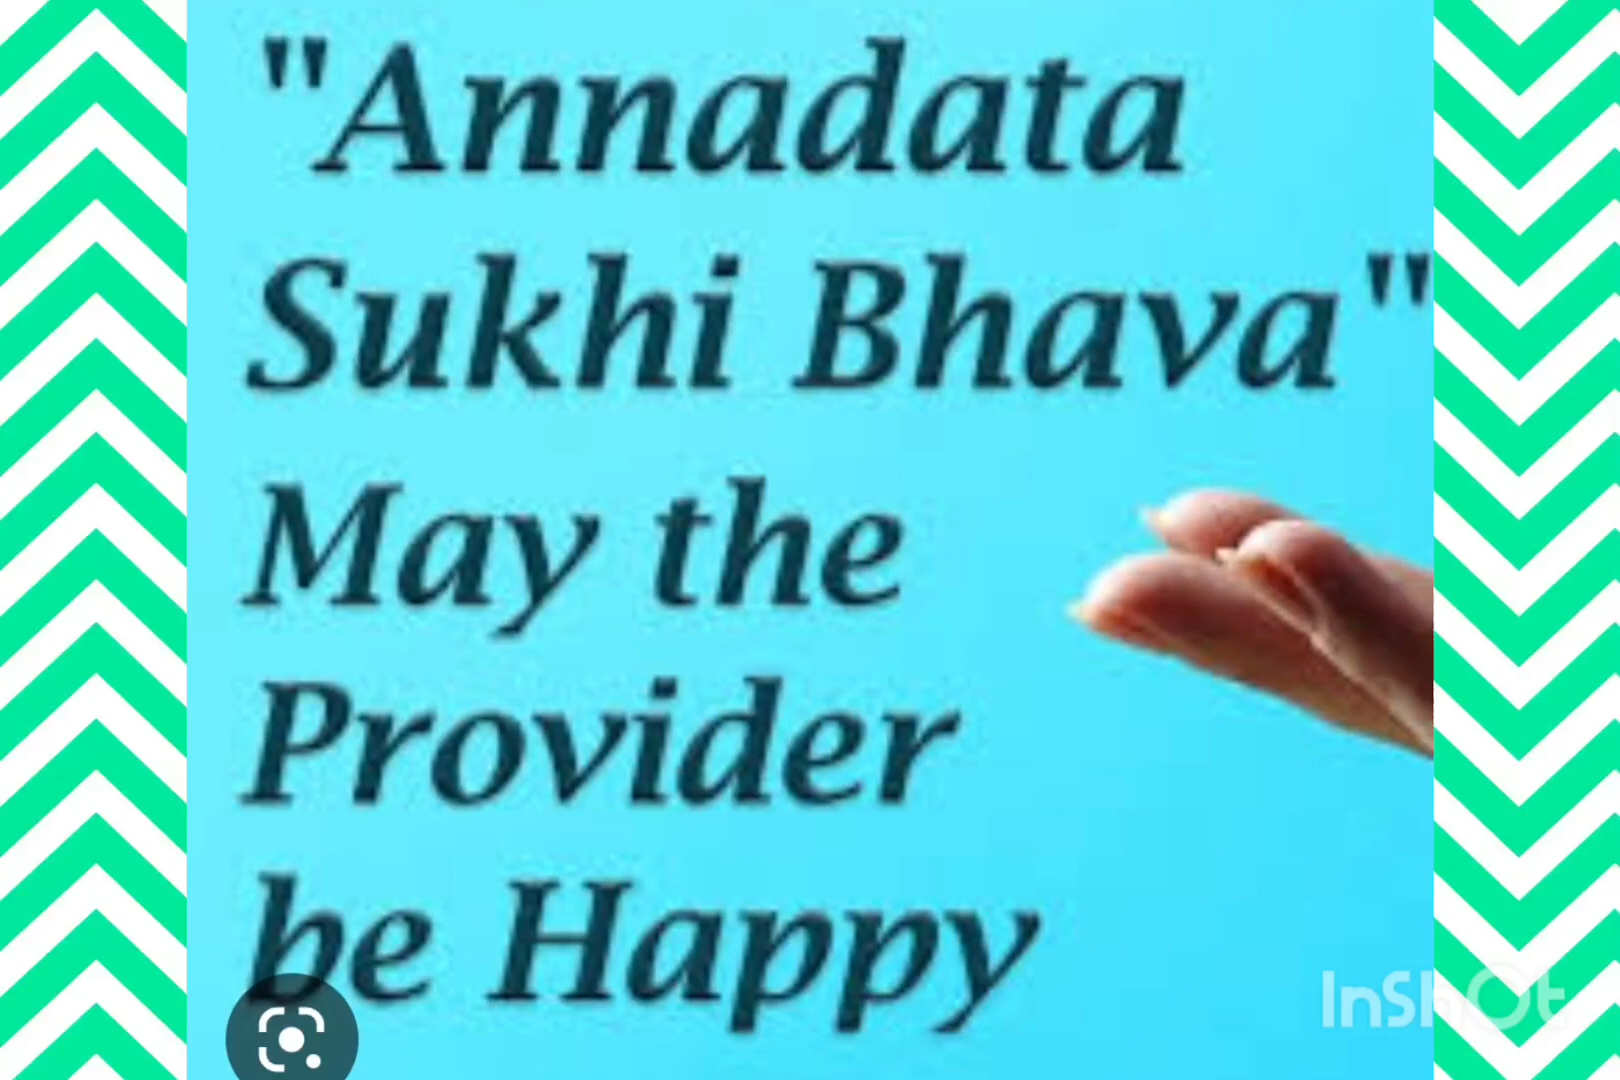 "Annadata
Sukhi Bhava"
May the
Provider
be Happy
InShOt